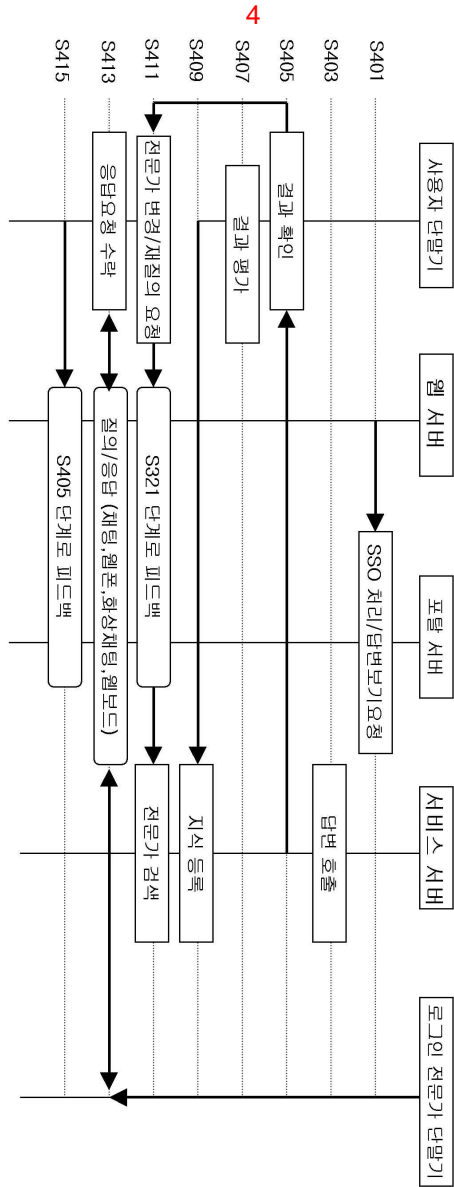 4
사용자 단말기
웹 서버
포탈 서버
서비스 서버
로그인 전문가 단말기
S401
SSO 처리/답변보기요청
S403
답변 호출
S405
결과 확인
S407
결과 평가
S409
지식 등록
S411
전문가 변경/재질의 요청
S321 단계로 피드백
전문가 검색
S413
응답요청 수락
질의/응답 (채팅,웹폰,화상채팅,웹보드)
S415
S405 단계로 피드백